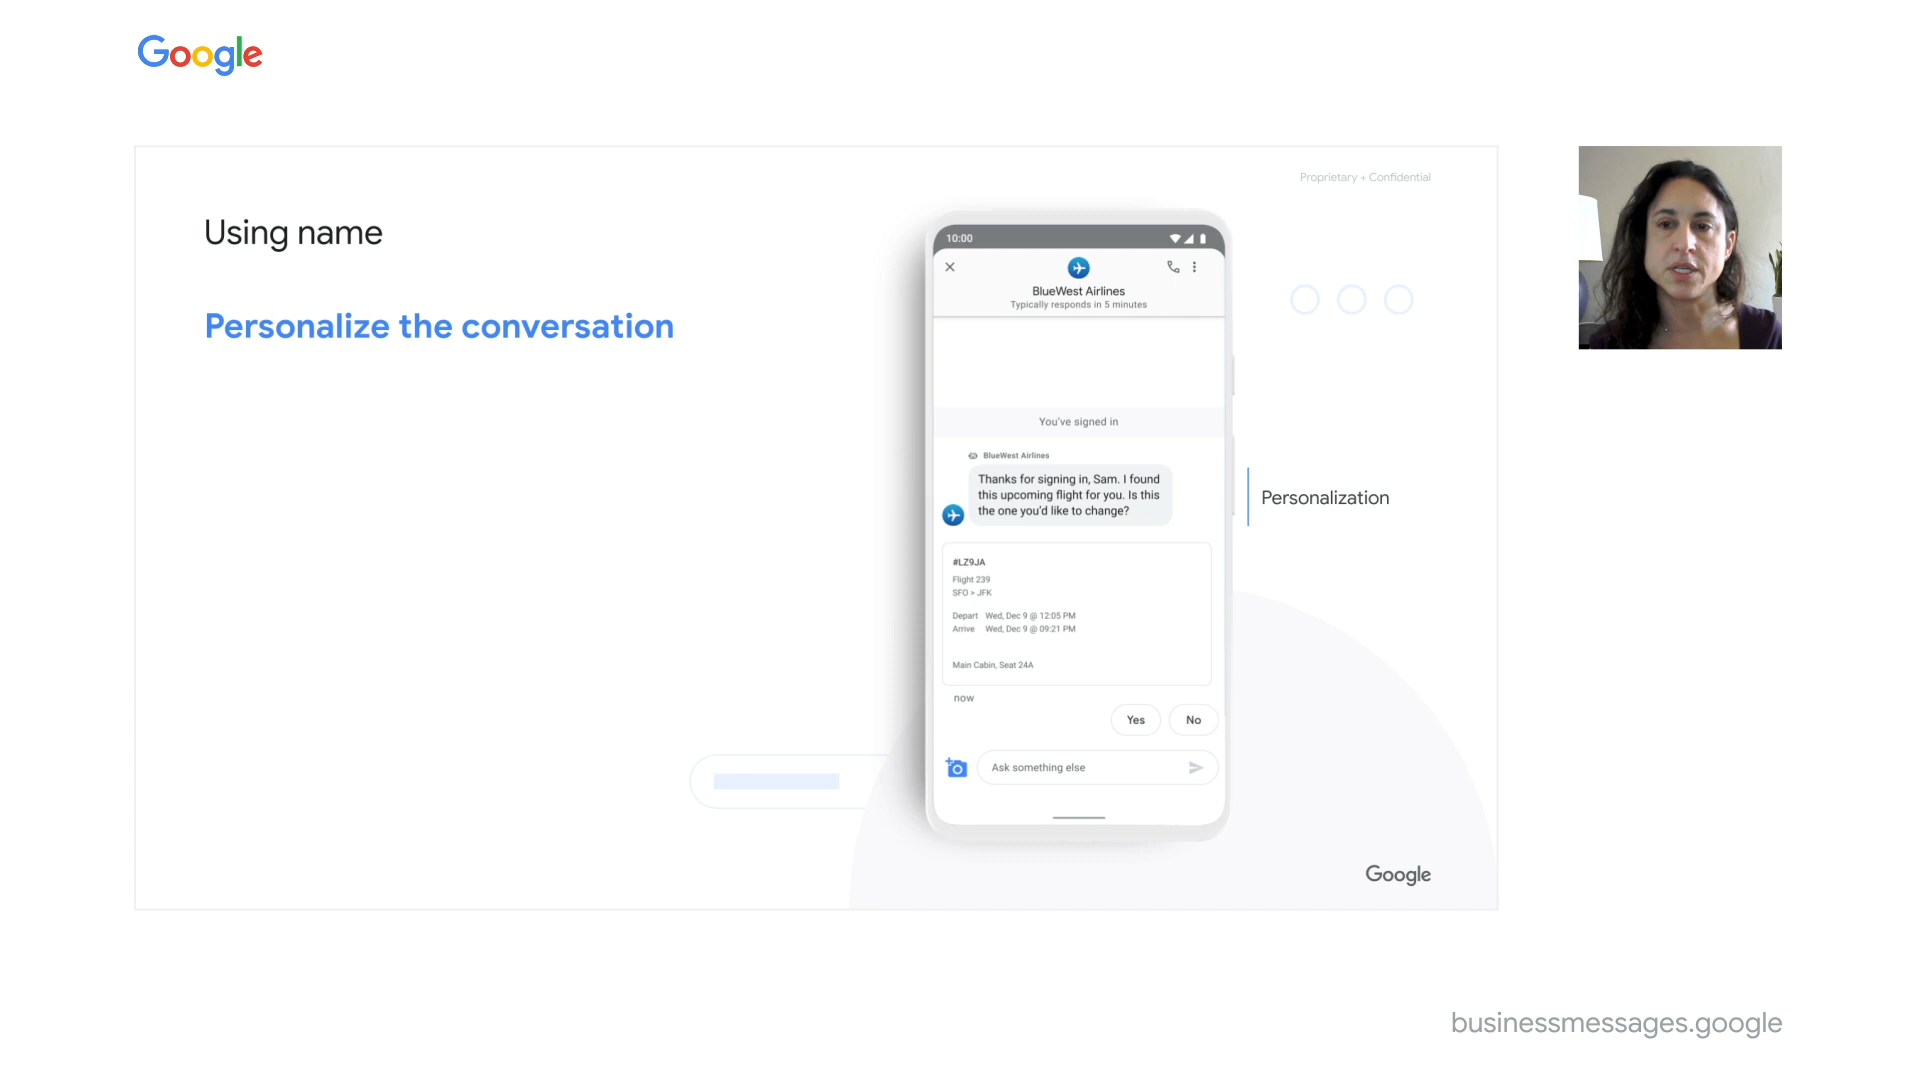 Google
Proprietary + Confidential
Using name
Personalize the conversation
10:00
BlueWest Airlines
Typically responds in 5 minutes
You've signed in
BlueWest Airlines
Thanks for signing in, Sam. I found
this upcoming flight for you. Is this
the one you'd like to change?
Personalization
#LZ9JA
Flight 239
SFO > JFK
Depart Wed, Dec 9 @ 12:05 PM
Arrive Wed, Dec 9 @ 09:21 PM
Main Cabin, Seat 24A
now
Yes No
Ask something else
Google
businessmessages.google